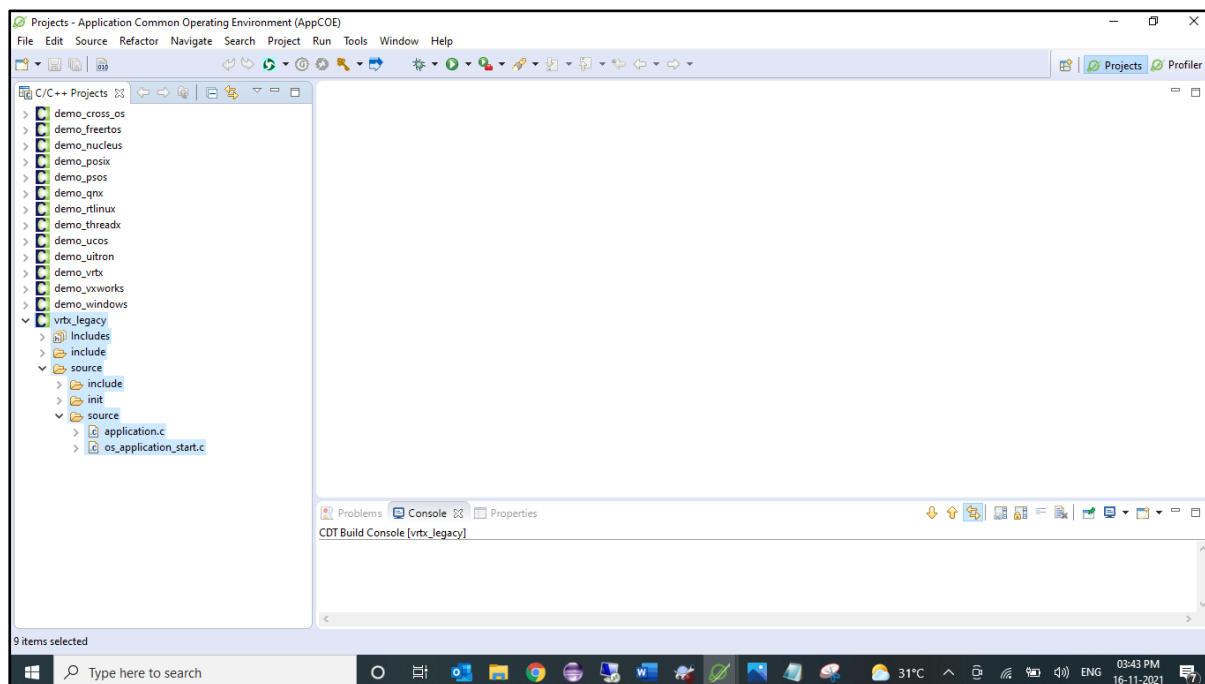 Projects - Application Common Operating Environment (AppCOE)
File Edit Source Refactor Navigate Search Project Run Tools Window Help
Projects Profiler
C/C++ Projects
demo_cross_os
demo_freertos
demo_nucleus
demo_posix
demo_psos
demo_qnx
demo_rtlinux
demo_threadx
demo_ucos
demo_uitron
demo_vrtx
demo_vxworks
demo_windows
vrtx_legacy
Includes
include
source
include
init
source
application.c
os_application_start.c
Problems Console Properties
CDT Build Console [vrtx_legacy]
9 items selected
Type here to search
31°C ENG 03:43 PM
16-11-2021